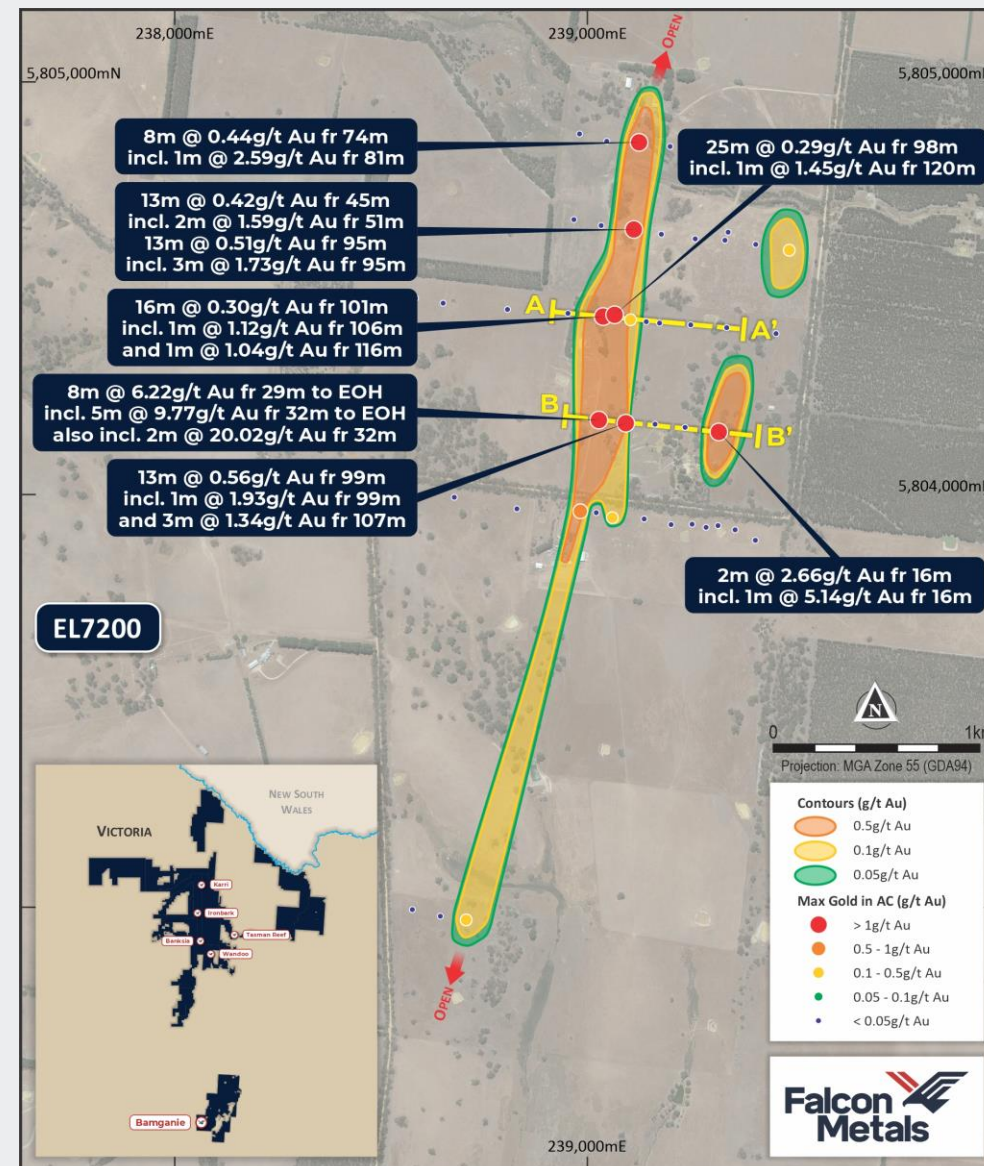 238,000mE
239,000mE
OPEN
5,805,000mN
5,805,000m
8m @ 0.44g/t Au fr 74m
incl. 1m @ 2.59g/t Au fr 81m
25m @ 0.29g/t Au fr 98m
incl. 1m @ 1.45g/t Au fr 120m
13m @ 0.42g/t Au fr 45m
incl. 2m @ 1.59g/t Au fr 51m
13m @ 0.51g/t Au fr 95m
incl. 3m @ 1.73g/t Au fr 95m
16m @ 0.30g/t Au fr 101m
incl. 1m @ 1.12g/t Au fr 106m
and 1m @ 1.04g/t Au fr 116m
A
A'
8m @ 6.22g/t Au fr 29m to EOH
incl. 5m @ 9.77g/t Au fr 32m to EOH
also incl. 2m @ 20.02g/t Au fr 32m
B
B'
13m @ 0.56g/t Au fr 99m
incl. 1m @ 1.93g/t Au fr 99m
and 3m @ 1.34g/t Au fr 107m
5,804,000m
2m @ 2.66g/t Au fr 16m
incl. 1m @ 5.14g/t Au fr 16m
EL7200
N
0
1km
Projection: MGA Zone 55 (GDA94)
Contours (g/t Au)
0.5g/t Au
0.1g/t Au
0.05g/t Au
Max Gold in AC (g/t Au)
> 1g/t Au
0.5 - 1g/t Au
0.1 - 0.5g/t Au
0.05 - 0.1g/t Au
< 0.05g/t Au
OPEN
NEW SOUTH
WALES
VICTORIA
Karri
Ironbark
Tasman Reef
Banksia
Wandoo
Bamganie
239,000mE
Falcon
Metals